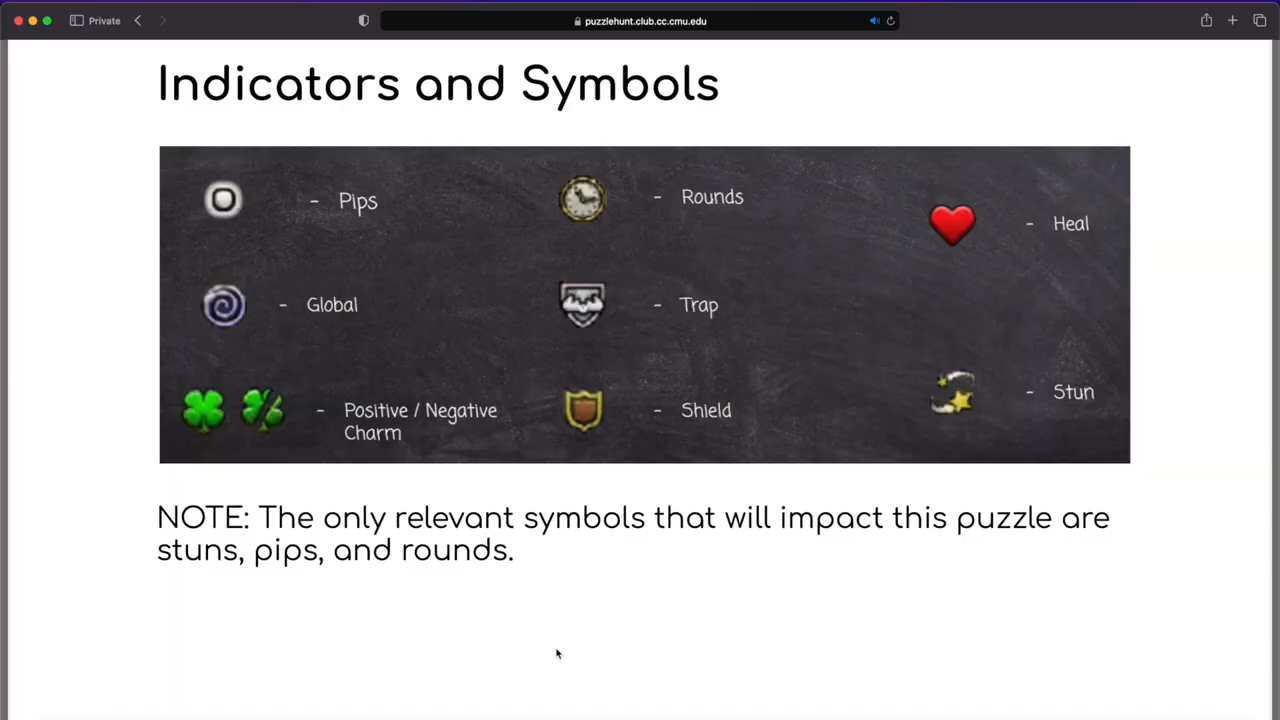 Private
puzzlehunt.club.cc.cmu.edu
Indicators and Symbols
- Pips
- Rounds
- Heal
- Global
- Trap
- Positive / Negative
Charm
- Shield
- Stun
NOTE: The only relevant symbols that will impact this puzzle are
stuns, pips, and rounds.